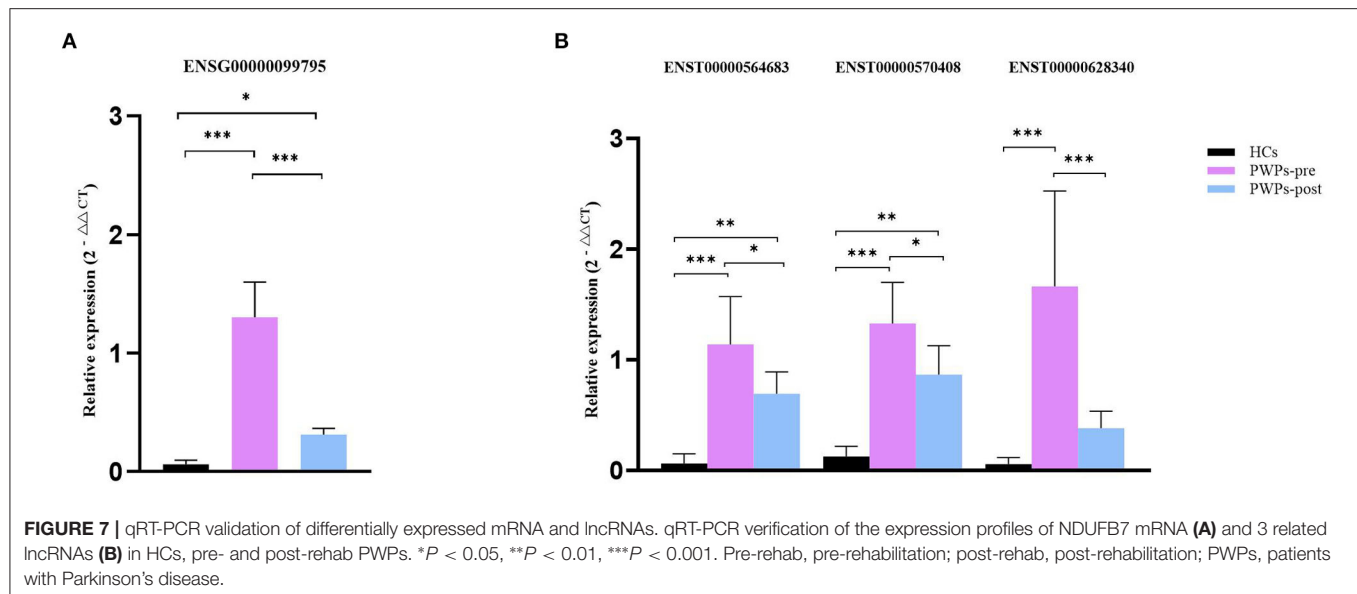 A
ENSG00000099795
Relative expression (2 - △△CT)
3
2
1
0
*
***
***
B
ENST00000564683
ENST00000570408
ENST00000628340
Relative expression (2 - △△CT)
3
2
1
0
**
***
*
**
***
*
***
***
HCs
PWPs-pre
PWPs-post
FIGURE 7 | qRT-PCR validation of differentially expressed mRNA and lncRNAs. qRT-PCR verification of the expression profiles of NDUFB7 mRNA (A) and 3 related
lncRNAs (B) in HCs, pre- and post-rehab PWPs. *P < 0.05, **P < 0.01, ***P < 0.001. Pre-rehab, pre-rehabilitation; post-rehab, post-rehabilitation; PWPs, patients
with Parkinson's disease.